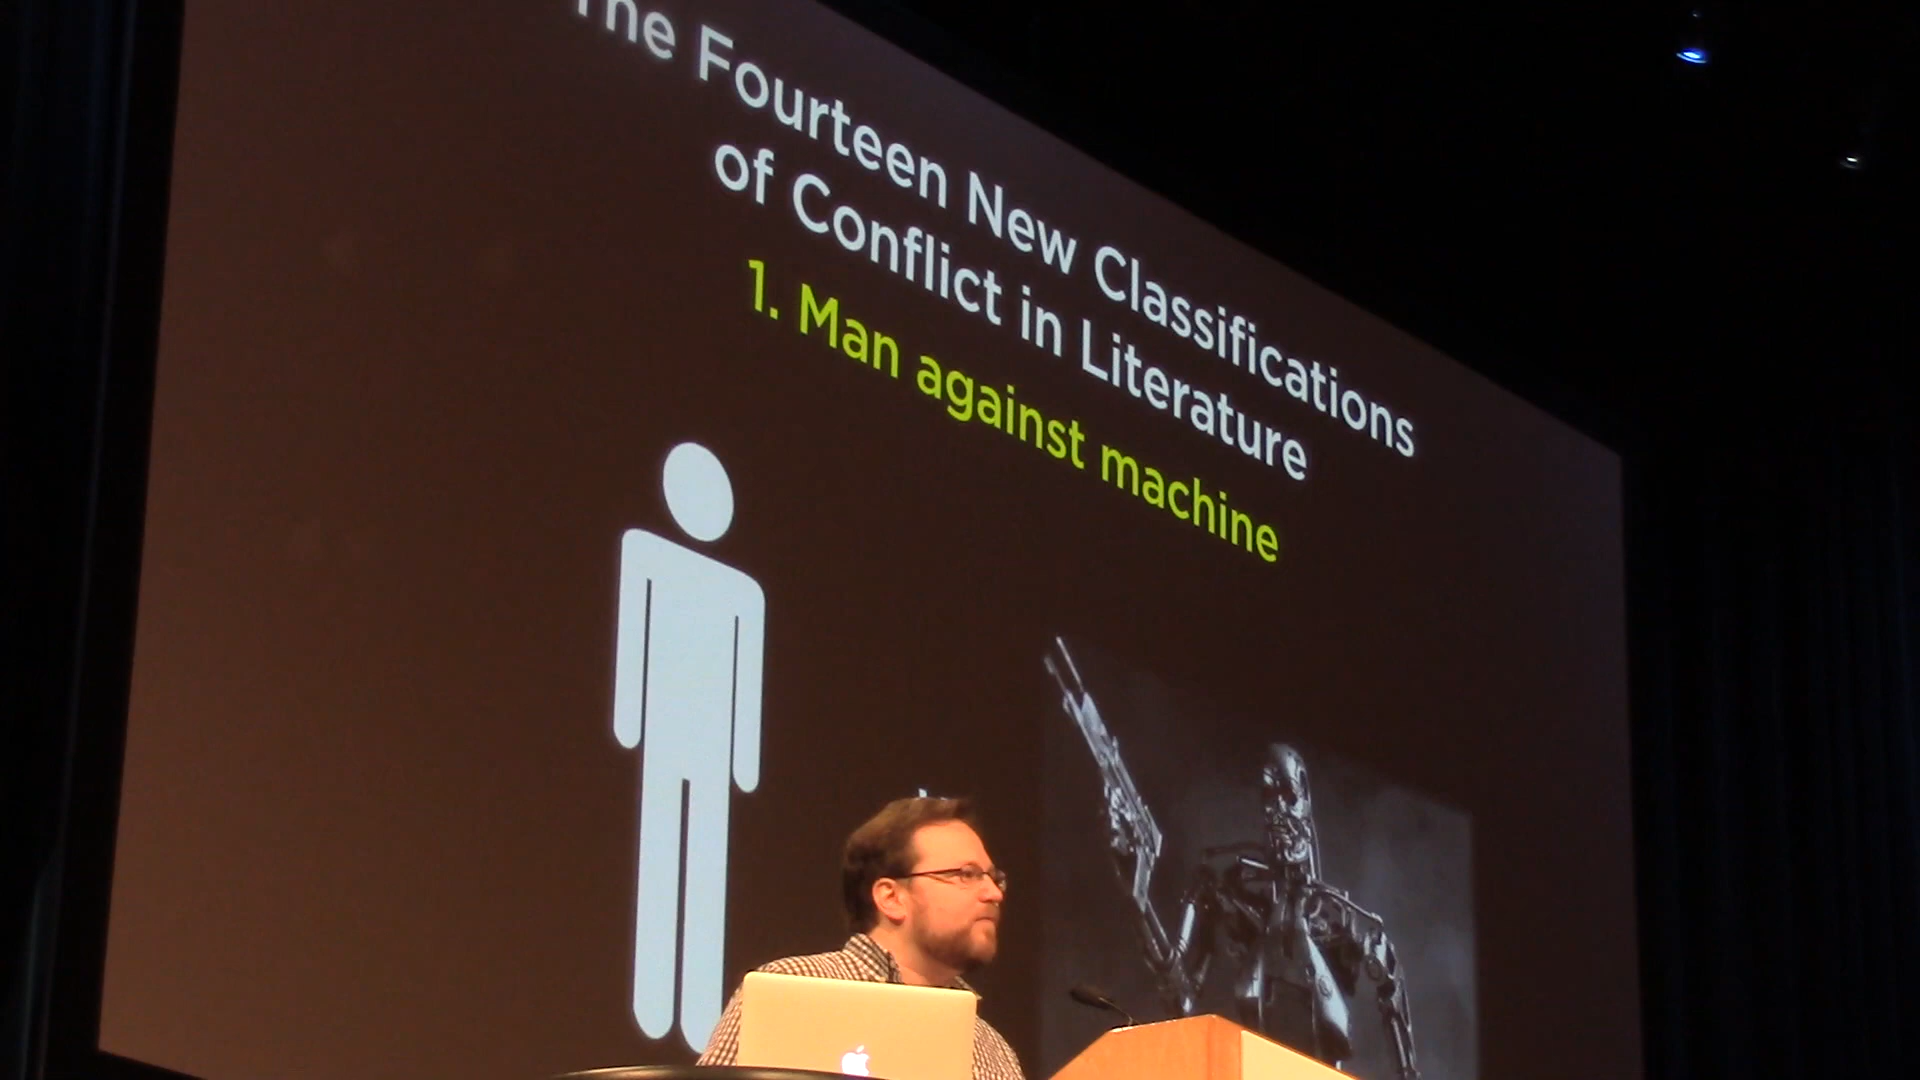 The Fourteen New Classifications
of Conflict in Literature
1. Man against machine